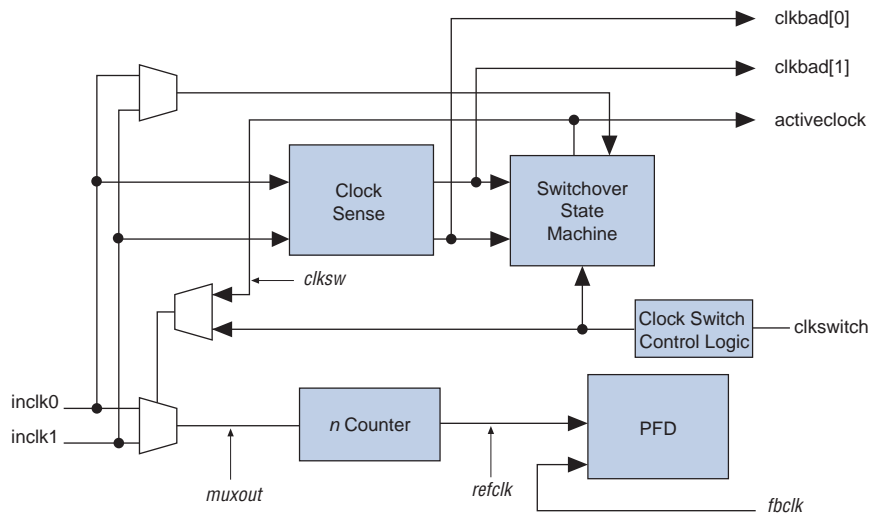 clkbad[0]
clkbad[1]
activeclock
Clock
Sense
Switchover
State
Machine
clksw
Clock Switch
Control Logic
clkswitch
inclk0
inclk1
n Counter
PFD
muxout
refclk
fbclk